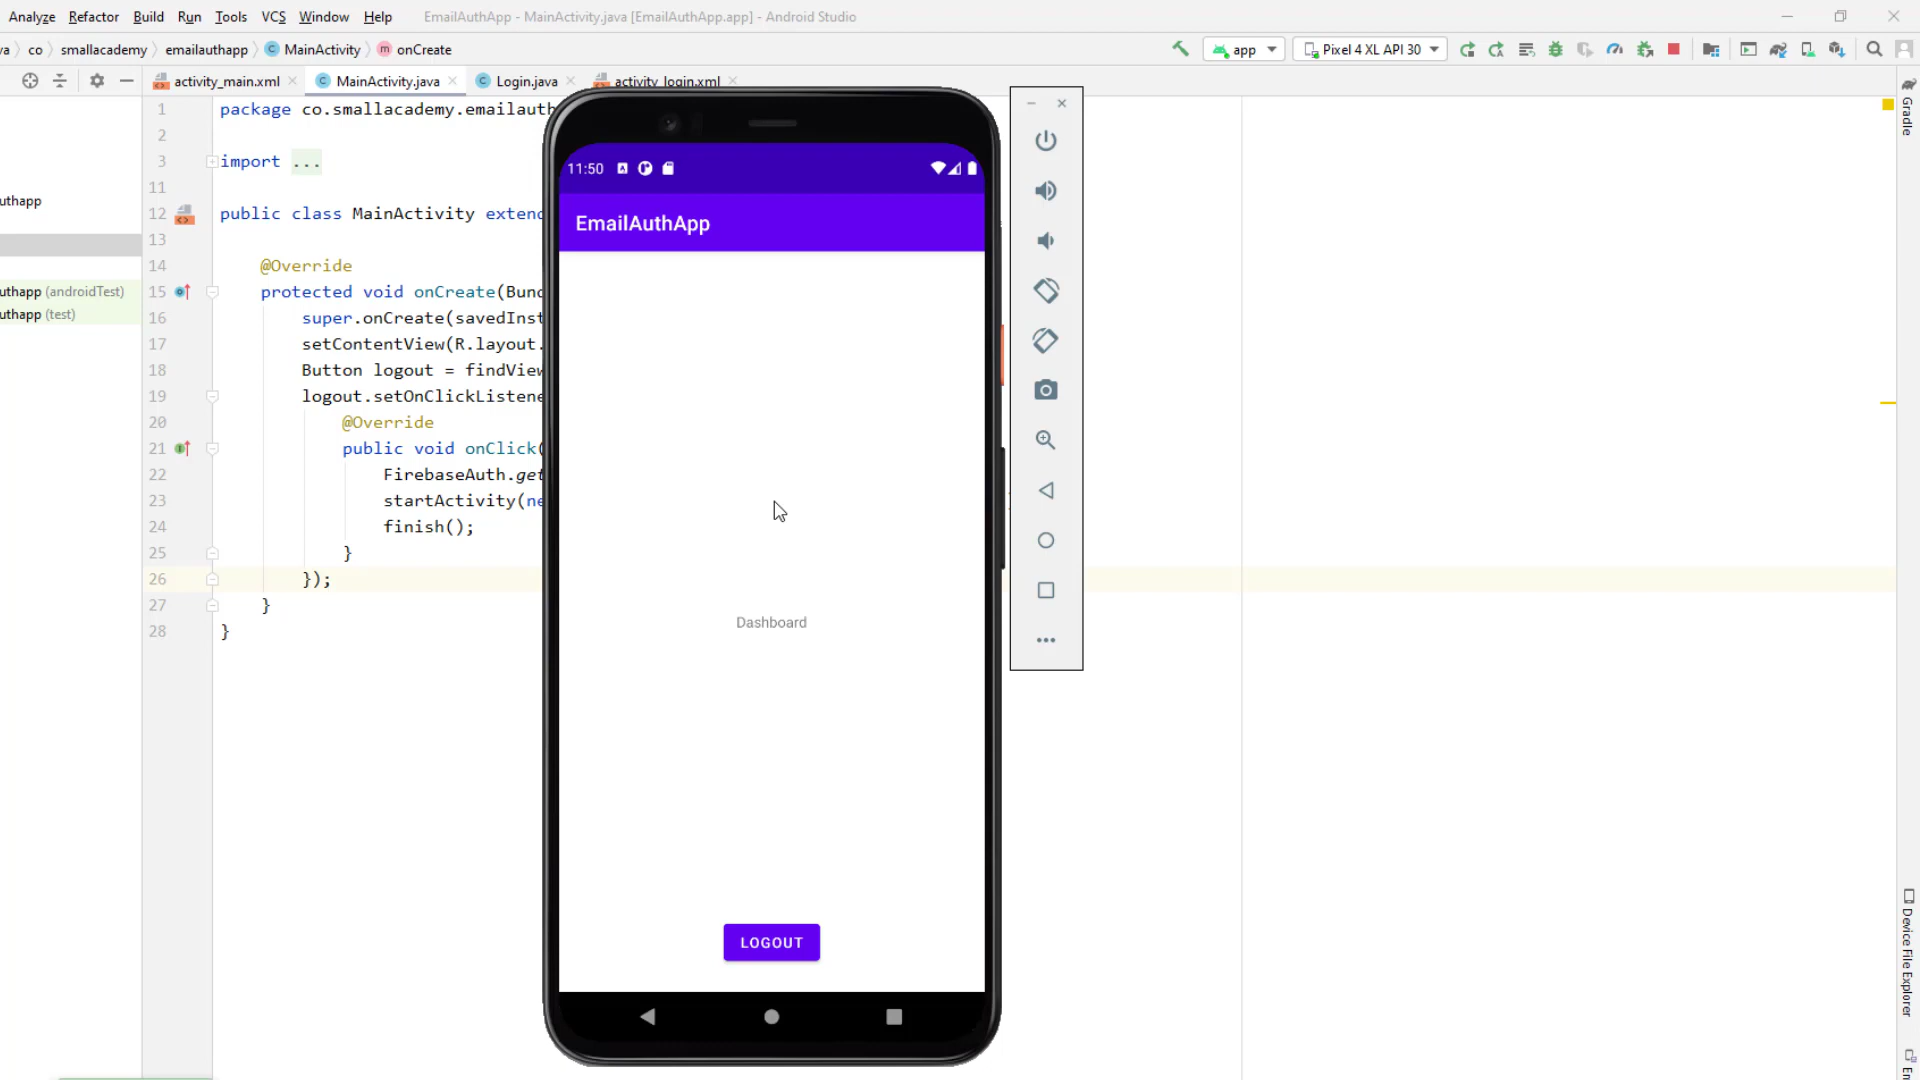 Analyze Refactor Build Run Tools VCS Window Help EmailAuthApp - MainActivity.java [EmailAuthApp.app] - Android Studio
va co smallacademy emailauthapp MainActivity onCreate app Pixel 4 XL API 30
activity_main.xml MainActivity.java Login.java activity_login.xml
1 package co.smallacademy.emailauth
2
3 import ...
11
12 public class MainActivity extend
13
14 @Override
15 protected void onCreate(Bund
16 super.onCreate(savedInst
17 setContentView(R.layout.
18 Button logout = findView
19 logout.setOnClickListene
20 @Override
21 public void onClick(
22 FirebaseAuth.get
23 startActivity(ne
24 finish();
25 }
26 });
27 }
28 }
uthapp
uthapp (androidTest)
uthapp (test)
11:50
EmailAuthApp
Dashboard
LOGOUT
Gradle
Device File Explorer
Em